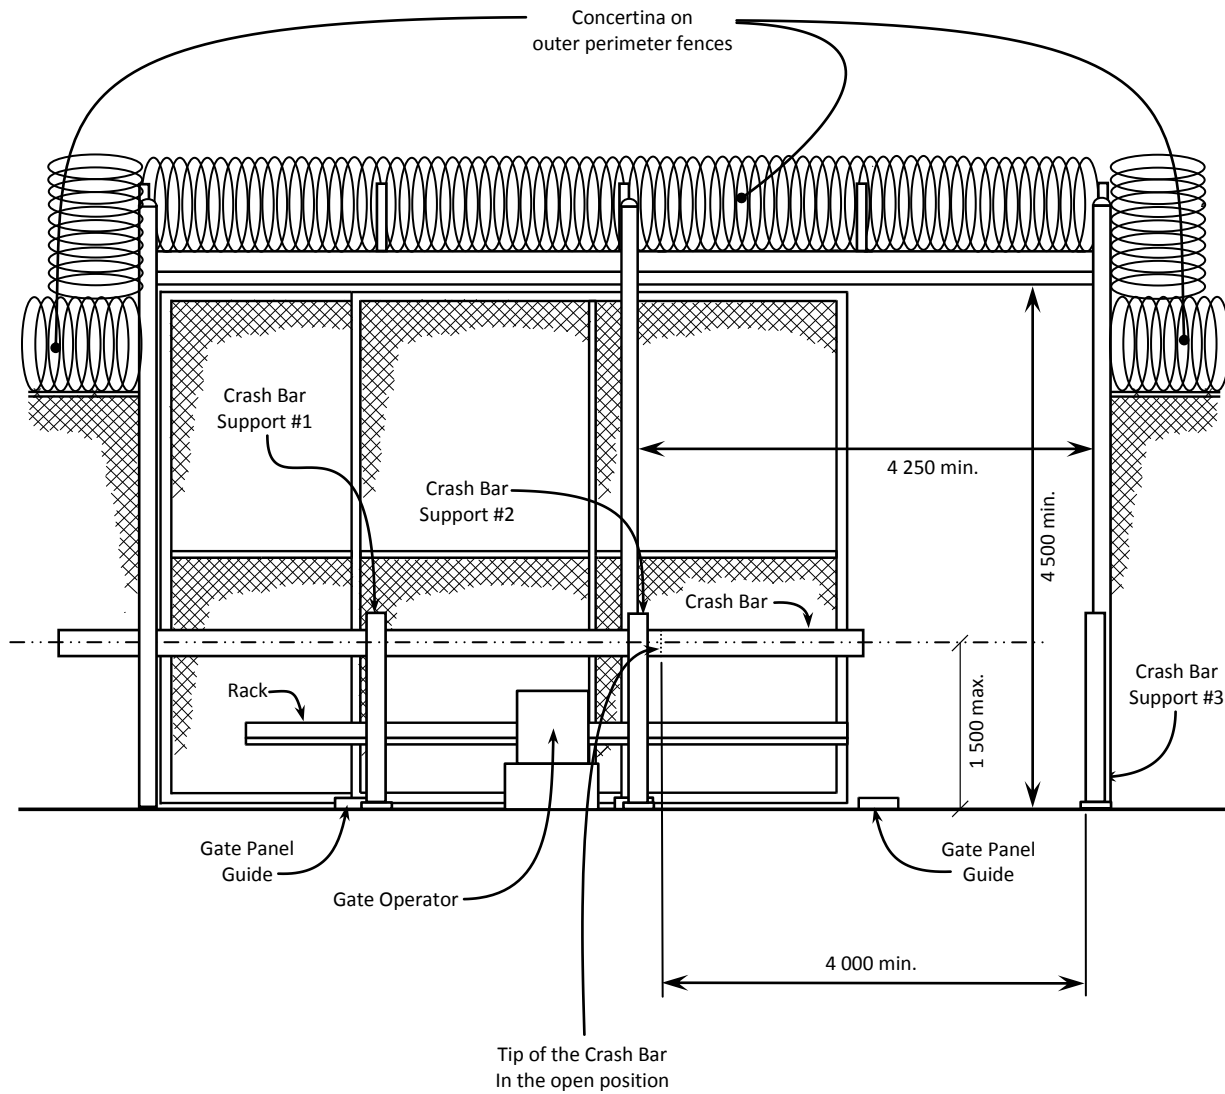 Concertina on
outer perimeter fences
Crash Bar
Support #1
Crash Bar
Support #2
4 250 min.
4 500 min.
Crash Bar
Rack
1 500 max.
Crash Bar
Support #3
Gate Panel
Guide
Gate Operator
Gate Panel
Guide
4 000 min.
Tip of the Crash Bar
In the open position